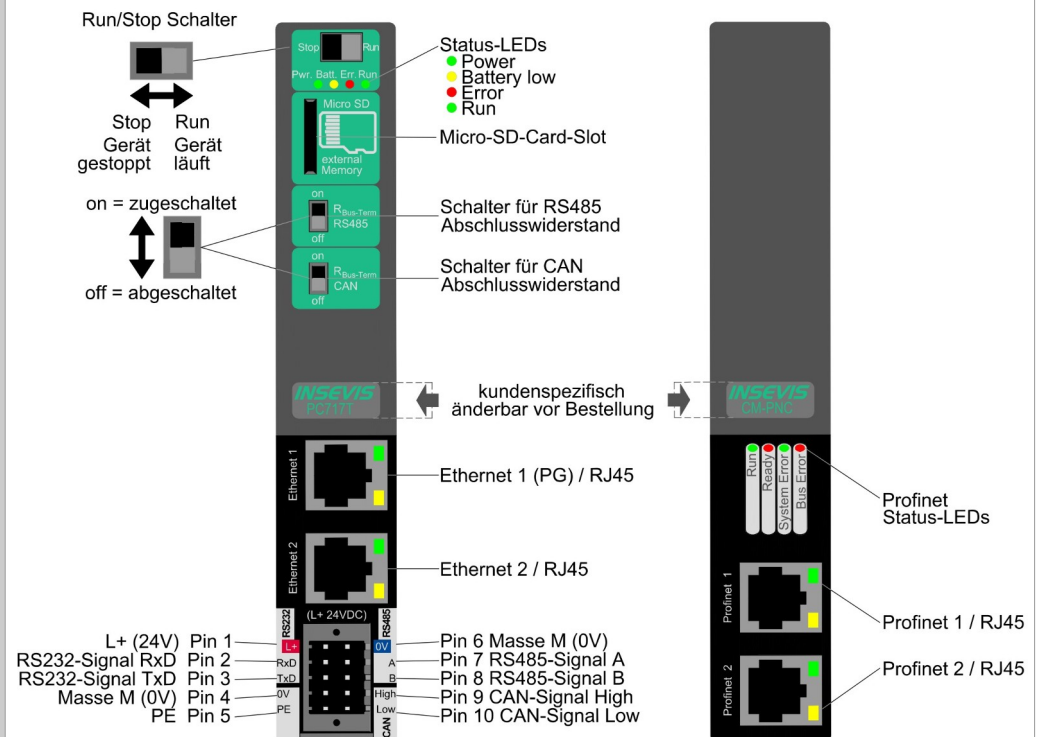 Run/Stop Schalter
Stop Run
Gerät Gerät
gestoppt läuft
on = zugeschaltet
off = abgeschaltet
Stop Run
Pwr. Batt. Err. Run
Micro SD
external
Memory
on
RBus-Term
RS485
off
on
RBus-Term
CAN
off
Status-LEDs
Power
Battery low
Error
Run
Micro-SD-Card-Slot
Schalter für RS485
Abschlusswiderstand
Schalter für CAN
Abschlusswiderstand
INSEVIS
PC717T
kundenspezifisch
änderbar vor Bestellung
INSEVIS
CM-PNC
Ethernet 1
Ethernet 1 (PG) / RJ45
Ethernet 2
Ethernet 2 / RJ45
RS232
(L+ 24VDC)
RS485
L+ (24V) Pin 1
RS232-Signal RxD Pin 2
RS232-Signal TxD Pin 3
Masse M (0V) Pin 4
PE Pin 5
L+
RxD
TxD
0V
PE
0V
A
B
High
Low
CAN
Pin 6 Masse M (0V)
Pin 7 RS485-Signal A
Pin 8 RS485-Signal B
Pin 9 CAN-Signal High
Pin 10 CAN-Signal Low
Run
Ready
System Error
Bus Error
Profinet
Status-LEDs
Profinet 1
Profinet 1 / RJ45
Profinet 2
Profinet 2 / RJ45